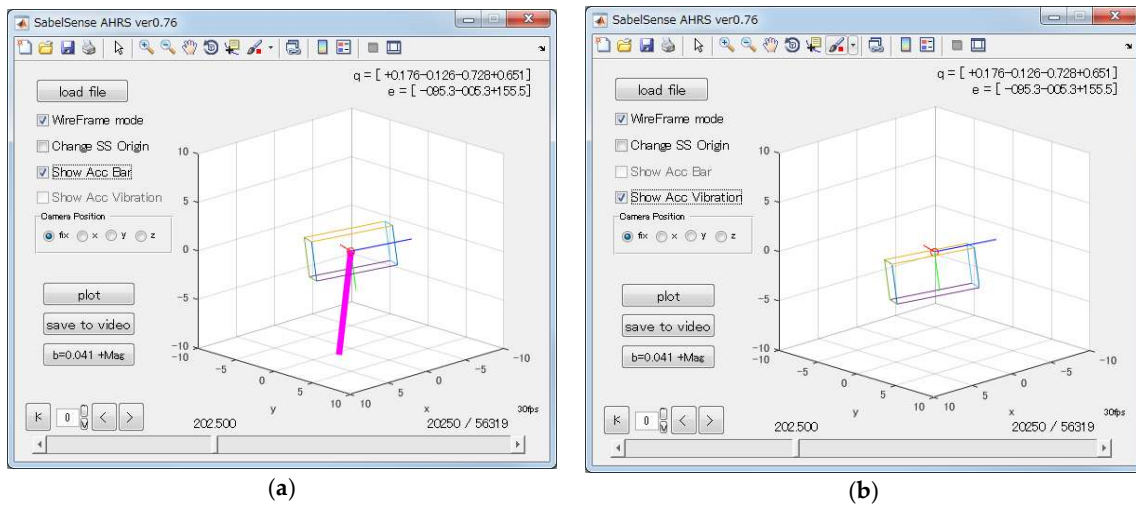 SabelSense AHRS ver0.76
q = [ +0.176-0.126-0.728+0.651]
e = [ -095.3-005.3+155.5]
load file
WireFrame mode
Change SS Origin
Show Acc Bar
Show Acc Vibration
Camera Position
fix x y z
plot
save to video
b=0.041 +Mag
10
5
0
-5
-10
-10
-5
0
5
10
y
10
5
0
-5
-10
x
30fps
K 0 < >
202.500
20250 / 56319
(a)
SabelSense AHRS ver0.76
q = [ +0.176-0.126-0.728+0.651]
e = [ -095.3-005.3+155.5]
load file
WireFrame mode
Change SS Origin
Show Acc Bar
Show Acc Vibration
Camera Position
fix x y z
plot
save to video
b=0.041 +Mag
10
5
0
-5
-10
-10
-5
0
5
10
y
10
5
0
-5
-10
x
30fps
K 0 < >
202.500
20250 / 56319
(b)